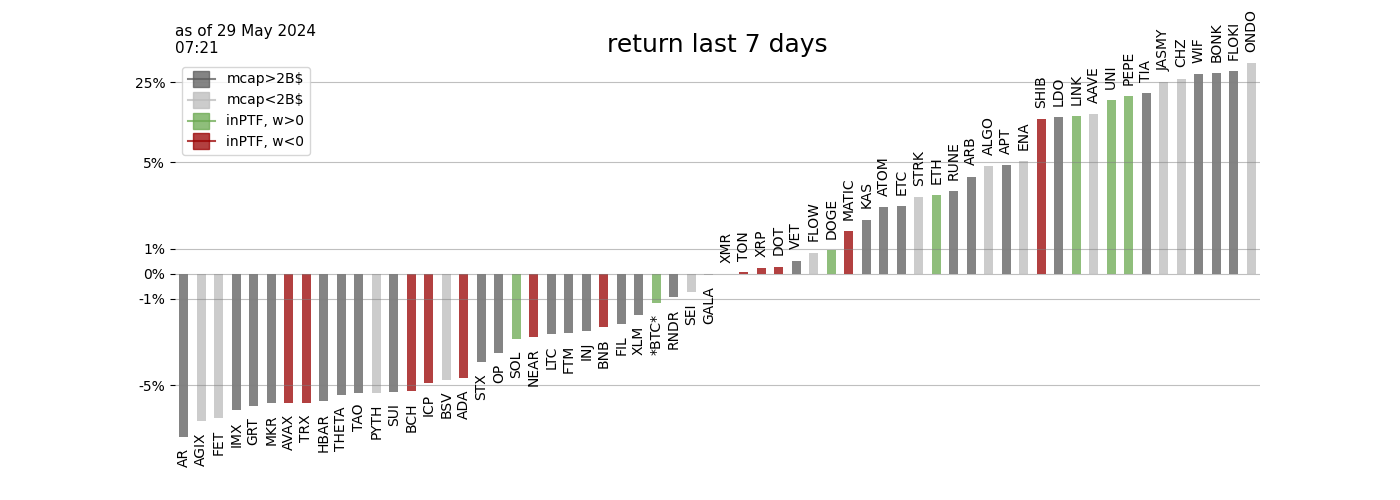 as of 29 May 2024
07:21
return last 7 days
mcap>2B$
mcap<2B$
inPTF, w>0
inPTF, w<0
25%
5%
1%
0%
-1%
-5%
AR
AGIX
FET
IMX
GRT
MKR
AVAX
TRX
HBAR
THETA
TAO
PYTH
SUI
BCH
ICP
BSV
ADA
STX
OP
SOL
NEAR
LTC
FTM
INJ
BNB
FIL
XLM
*BTC*
RNDR
SEI
GALA
XMR
TON
XRP
DOT
VET
FLOW
DOGE
MATIC
KAS
ATOM
ETC
STRK
ETH
RUNE
ARB
ALGO
APT
ENA
SHIB
LDO
LINK
AAVE
UNI
PEPE
TIA
JASMY
CHZ
WIF
BONK
FLOKI
ONDO